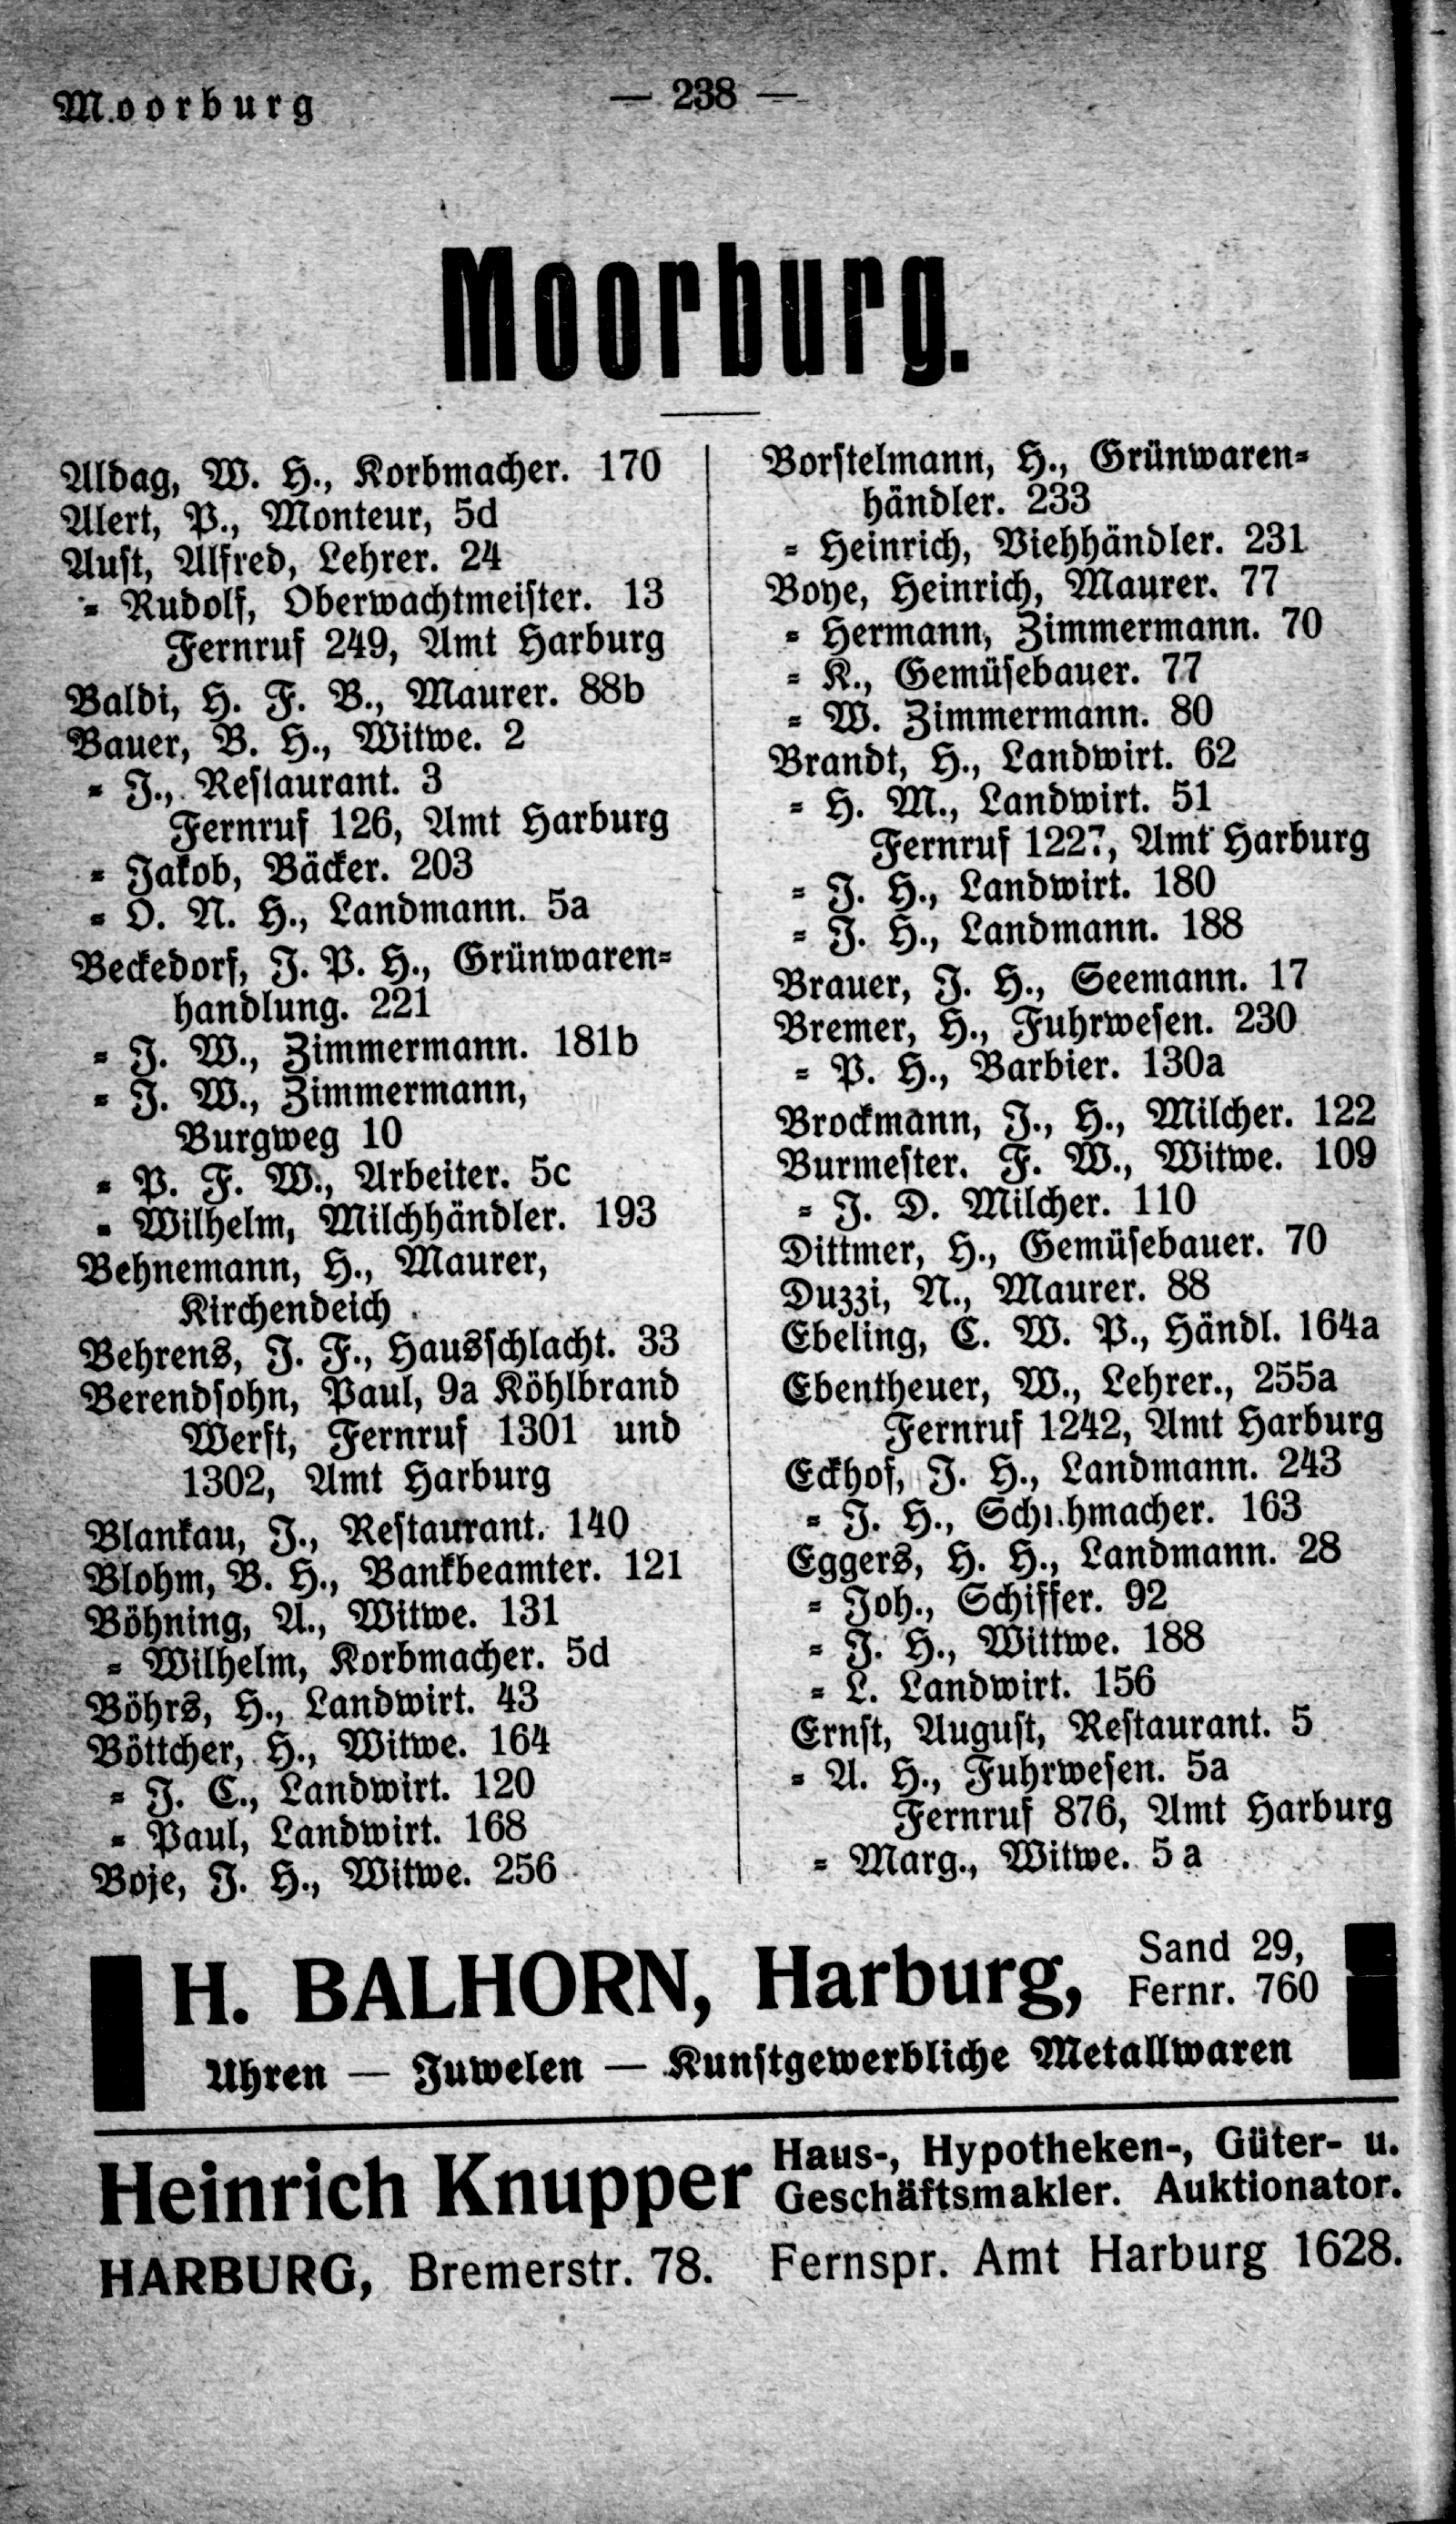 Moorburg
— 238 —
Moorburg.
Aldag, W. H., Korbmacher. 170
Alert, P., Monteur, 5d
Aust, Alfred, Lehrer. 24
= Rudolf, Oberwachtmeister. 13
Fernruf 249, Amt Harburg
Baldi, H. F. B., Maurer. 88b
Bauer, B. H., Witwe. 2
= J., Restaurant. 3
Fernruf 126, Amt Harburg
= Jakob, Bäcker. 203
= O. N. H., Landmann. 5a
Beckedorf, J. P. H., Grünwaren=
handlung. 221
= J. W., Zimmermann. 181b
= J. W., Zimmermann,
Burgweg 10
= P. F. W., Arbeiter. 5c
= Wilhelm, Milchhändler. 193
Behnemann, H., Maurer,
Kirchendeich
Behrens, J. F., Hausschlacht. 33
Berendsohn, Paul, 9a Köhlbrand
Werft, Fernruf 1301 und
1302, Amt Harburg
Blankau, J., Restaurant. 140
Blohm, B. H., Bankbeamter. 121
Böhning, A., Witwe. 131
= Wilhelm, Korbmacher. 5d
Böhrs, H., Landwirt. 43
Böttcher, H., Witwe. 164
= J. C., Landwirt. 120
= Paul, Landwirt. 168
Boje, J. H., Witwe. 256
Borstelmann, H., Grünwaren=
händler. 233
= Heinrich, Viehhändler. 231
Boye, Heinrich, Maurer. 77
= Hermann, Zimmermann. 70
= K., Gemüsebauer. 77
= W. Zimmermann. 80
Brandt, H., Landwirt. 62
= H. M., Landwirt. 51
Fernruf 1227, Amt Harburg
= J. H., Landwirt. 180
= J. H., Landmann. 188
Brauer, J. H., Seemann. 17
Bremer, H., Fuhrwesen. 230
= P. H., Barbier. 130a
Brockmann, J., H., Milcher. 122
Burmester. F. W., Witwe. 109
= J. D. Milcher. 110
Dittmer, H., Gemüsebauer. 70
Duzzi, N., Maurer. 88
Ebeling, C. W. P., Händl. 164a
Ebentheuer, W., Lehrer., 255a
Fernruf 1242, Amt Harburg
Eckhof, J. H., Landmann. 243
= J. H., Schuhmacher. 163
Eggers, H. H., Landmann. 28
= Joh., Schiffer. 92
= J. H., Wittwe. 188
= L. Landwirt. 156
Ernst, August, Restaurant. 5
= A. H., Fuhrwesen. 5a
Fernruf 876, Amt Harburg
= Marg., Witwe. 5 a
H. BALHORN, Harburg, Sand 29,
Fernr. 760
Uhren — Juwelen — Kunstgewerbliche Metallwaren
Heinrich Knupper Haus-, Hypotheken-, Güter- u.
Geschäftsmakler. Auktionator.
HARBURG, Bremerstr. 78. Fernspr. Amt Harburg 1628.